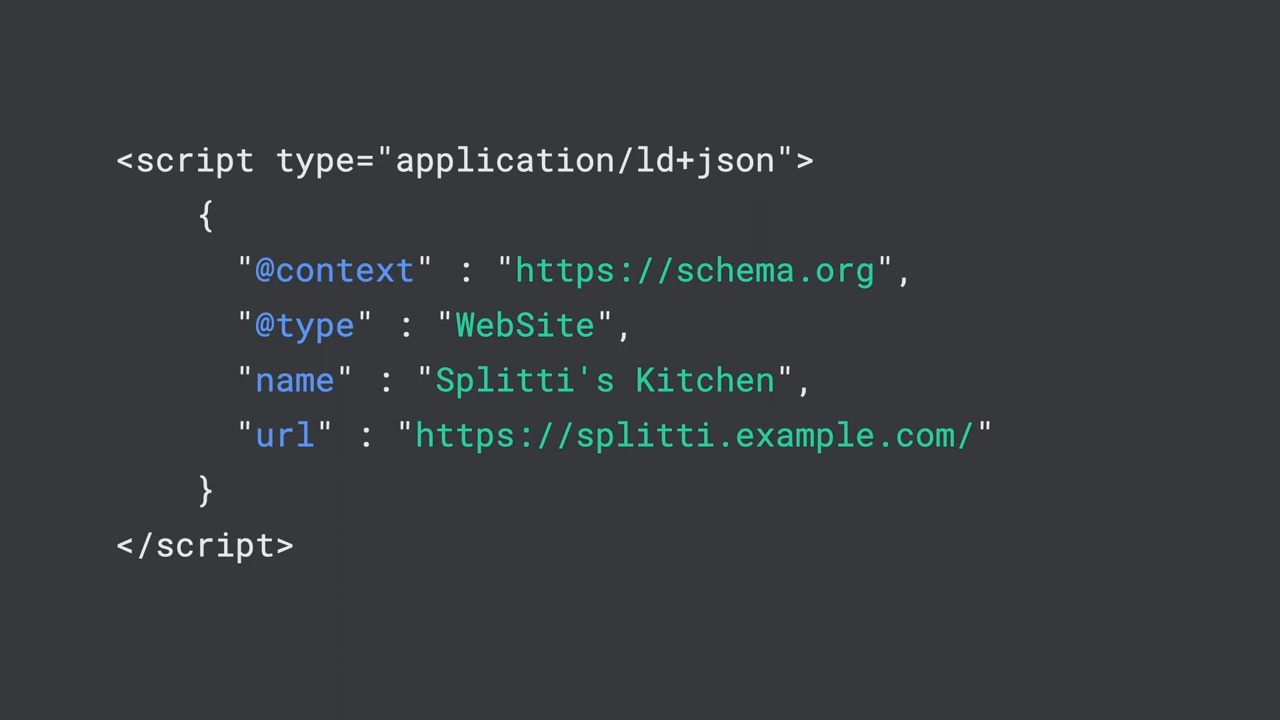 <script type="application/ld+json">
{
"@context" : "https://schema.org",
"@type" : "WebSite",
"name" : "Splitti's Kitchen",
"url" : "https://splitti.example.com/"
}
</script>